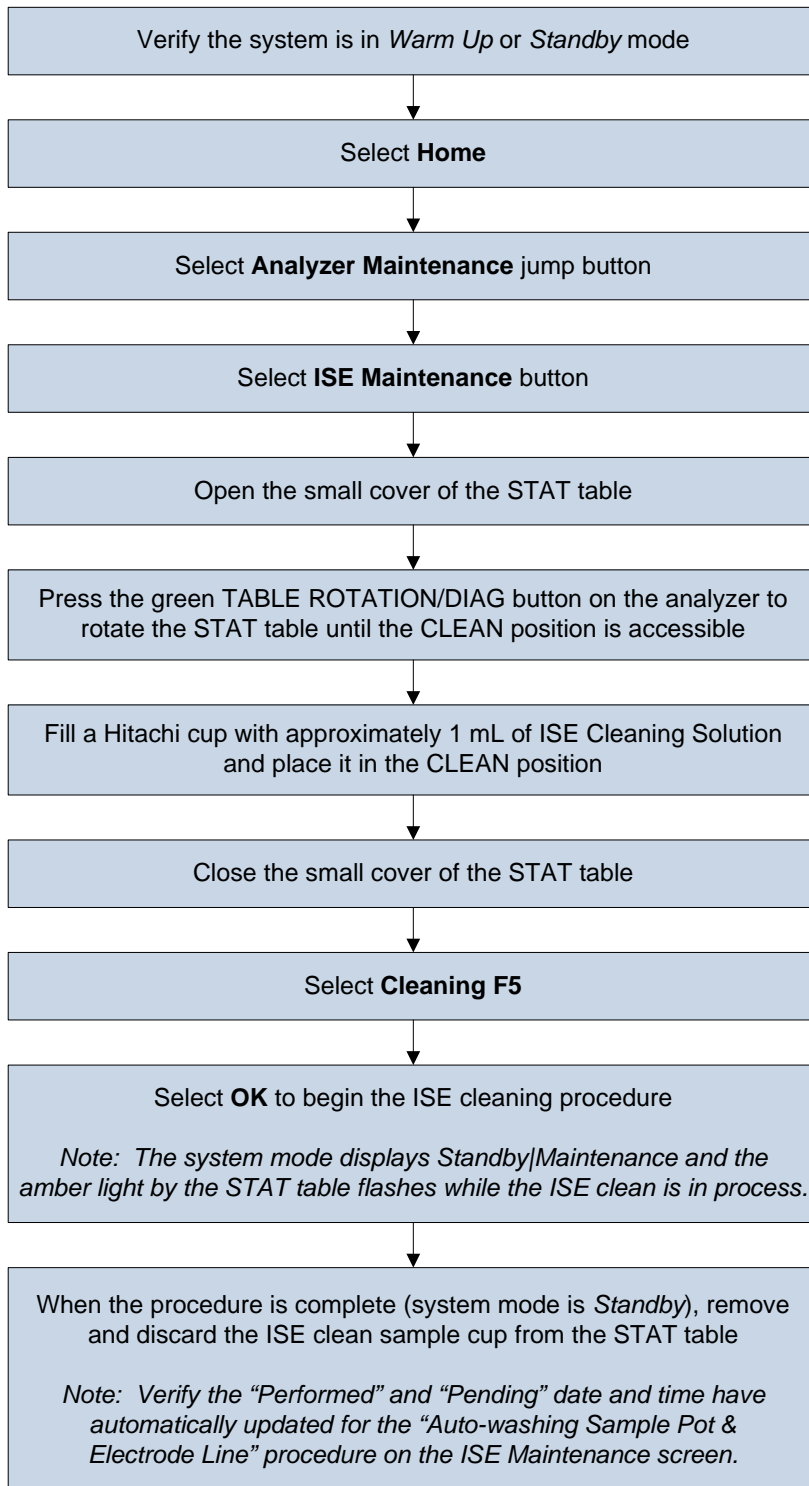 Verify the system is in Warm Up or Standby mode
Select Home
Select Analyzer Maintenance jump button
Select ISE Maintenance button
Open the small cover of the STAT table
Press the green TABLE ROTATION/DIAG button on the analyzer to
rotate the STAT table until the CLEAN position is accessible
Fill a Hitachi cup with approximately 1 mL of ISE Cleaning Solution
and place it in the CLEAN position
Close the small cover of the STAT table
Select Cleaning F5
Select OK to begin the ISE cleaning procedure
Note:  The system mode displays Standby|Maintenance and the
amber light by the STAT table flashes while the ISE clean is in process.
When the procedure is complete (system mode is Standby), remove
and discard the ISE clean sample cup from the STAT table
Note:  Verify the “Performed” and “Pending” date and time have
automatically updated for the “Auto-washing Sample Pot &
Electrode Line” procedure on the ISE Maintenance screen.